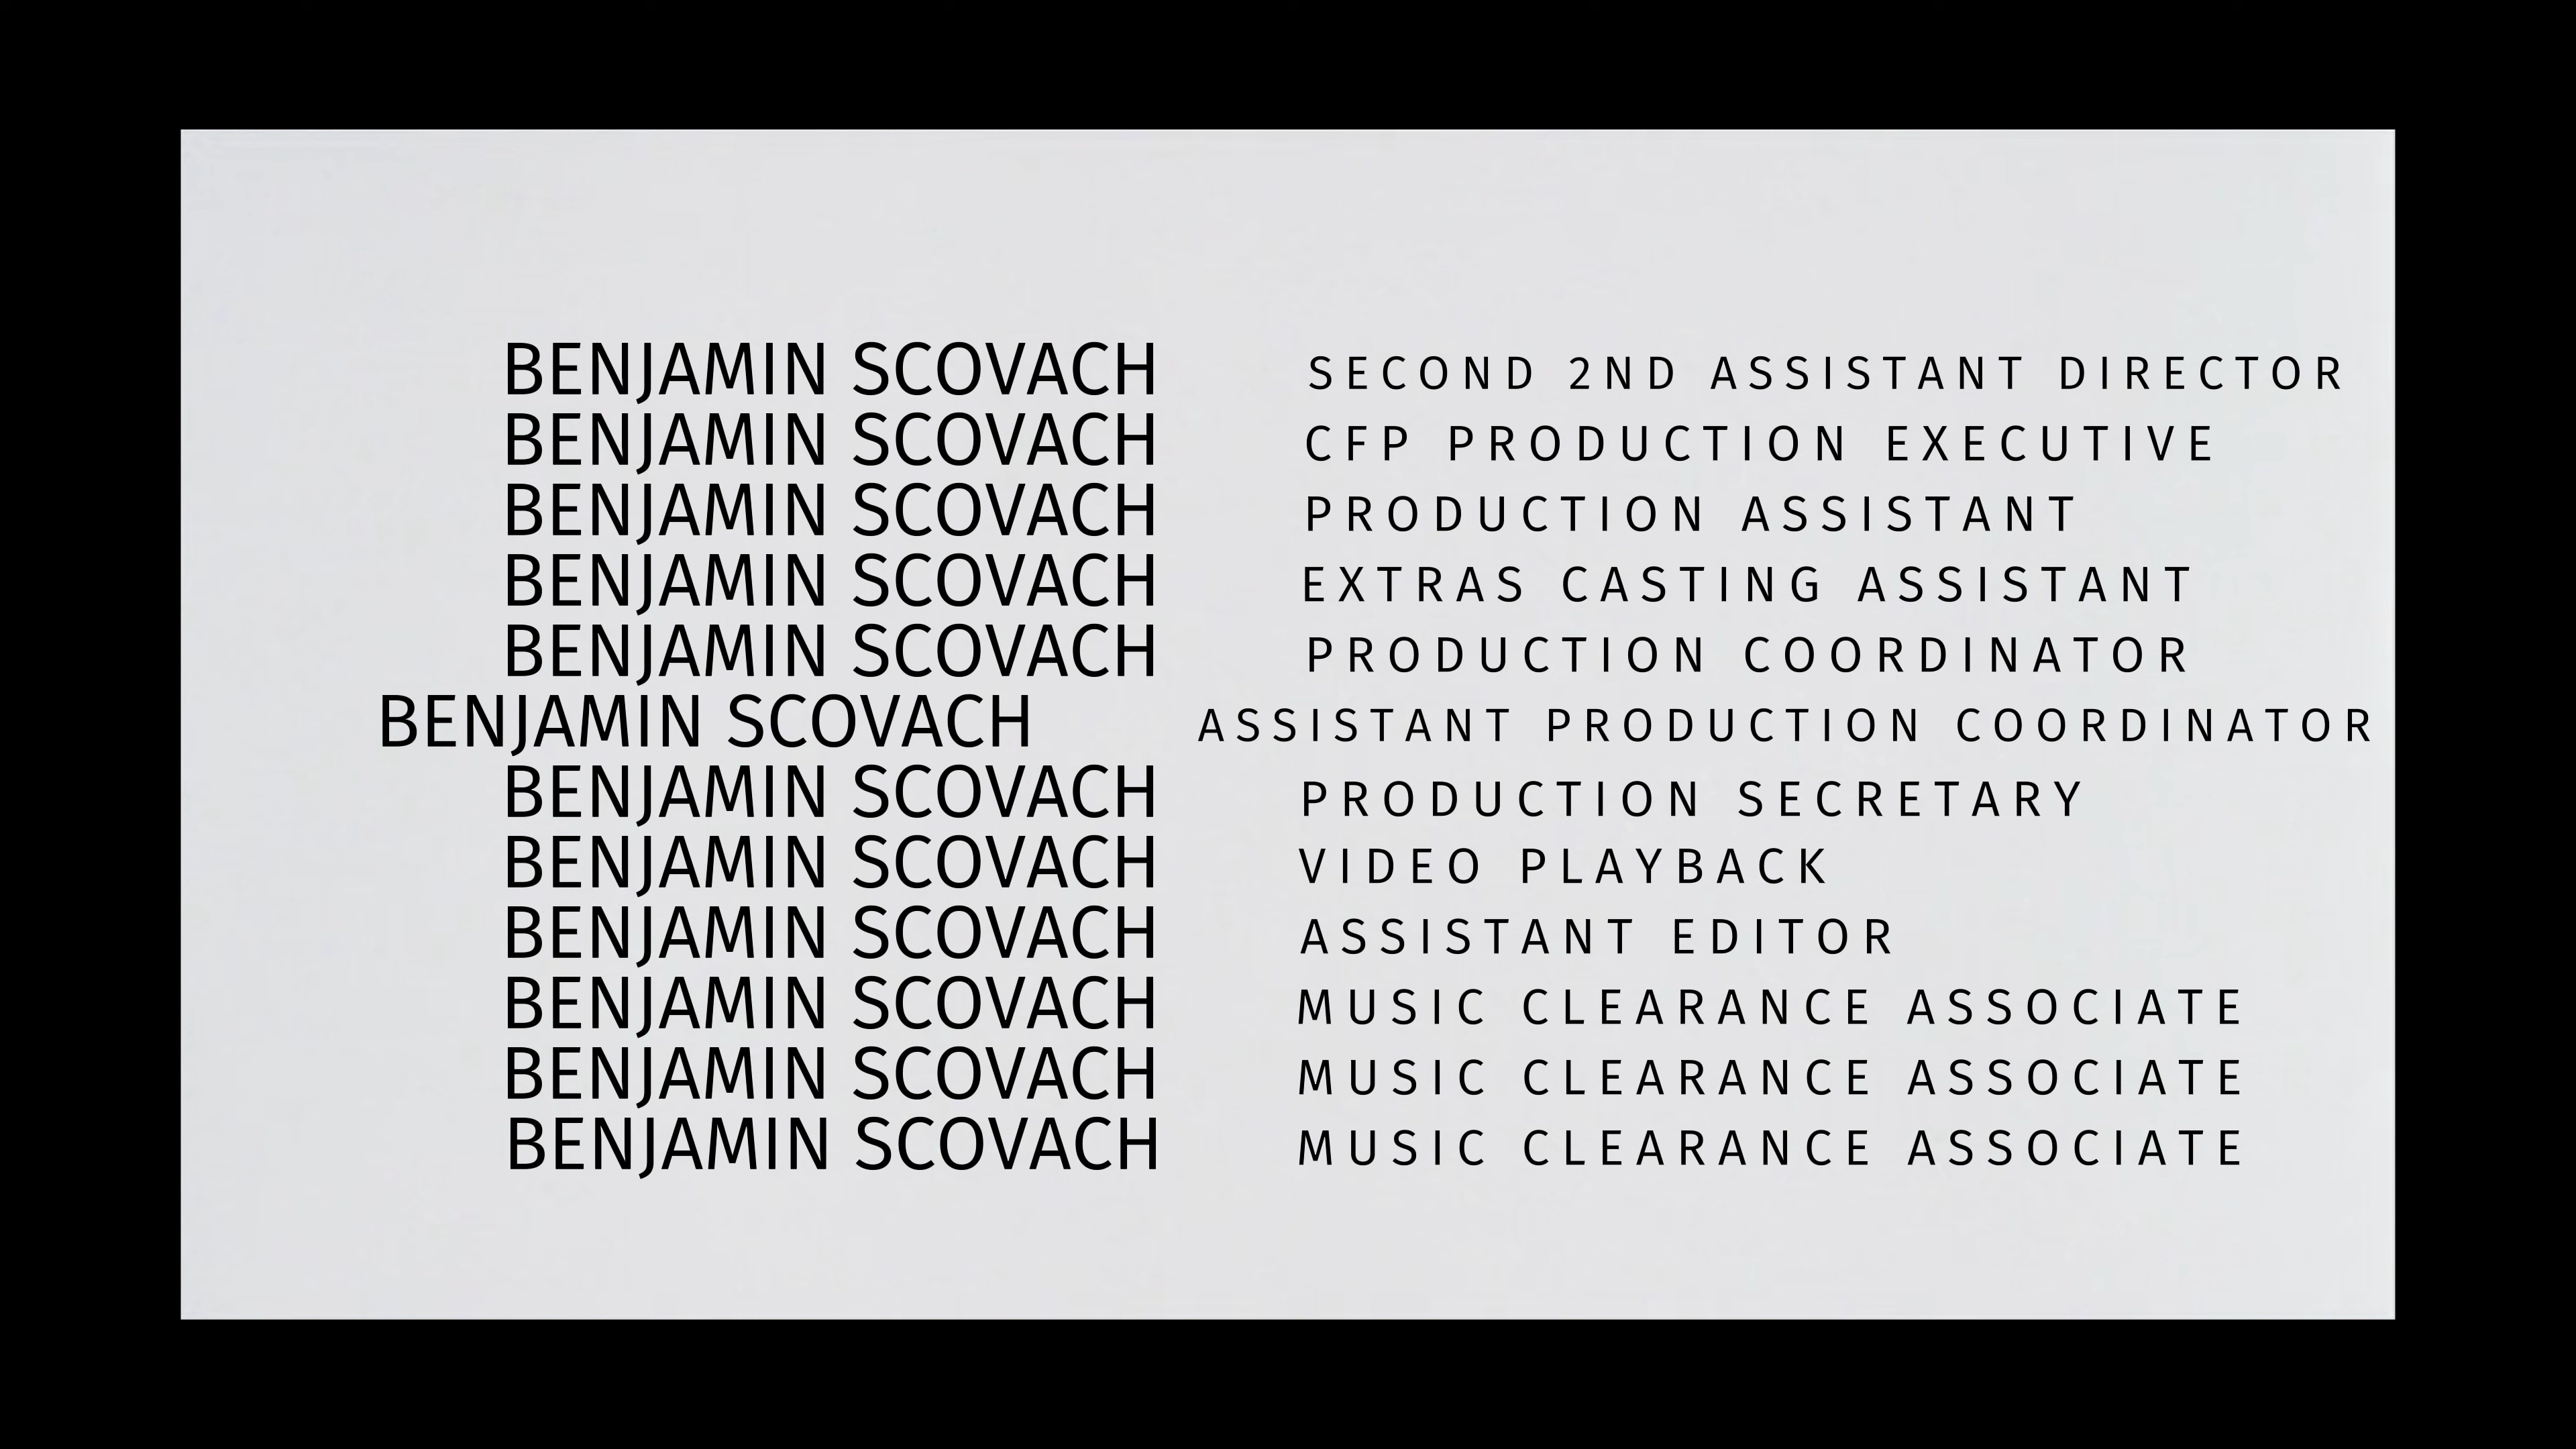 BENJAMIN SCOVACH SECOND 2ND ASSISTANT DIRECTOR
BENJAMIN SCOVACH CFP PRODUCTION EXECUTIVE
BENJAMIN SCOVACH PRODUCTION ASSISTANT
BENJAMIN SCOVACH EXTRAS CASTING ASSISTANT
BENJAMIN SCOVACH PRODUCTION COORDINATOR
BENJAMIN SCOVACH ASSISTANT PRODUCTION COORDINATOR
BENJAMIN SCOVACH PRODUCTION SECRETARY
BENJAMIN SCOVACH VIDEO PLAYBACK
BENJAMIN SCOVACH ASSISTANT EDITOR
BENJAMIN SCOVACH MUSIC CLEARANCE ASSOCIATE
BENJAMIN SCOVACH MUSIC CLEARANCE ASSOCIATE
BENJAMIN SCOVACH MUSIC CLEARANCE ASSOCIATE